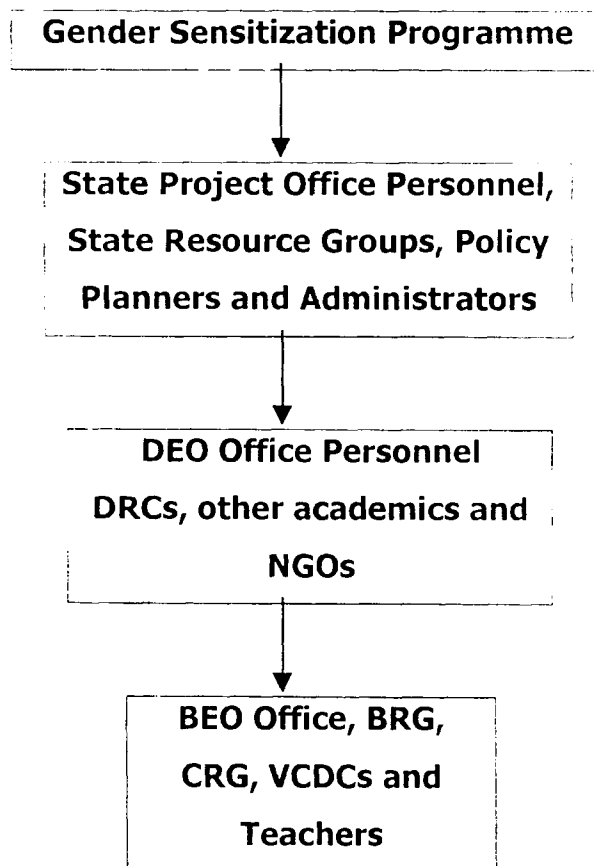 Gender Sensitization Programme
State Project Office Personnel,
State Resource Groups, Policy
Planners and Administrators
DEO Office Personnel
DRCs, other academics and
NGOs
BEO Office, BRG,
CRG, VCDCs and
Teachers